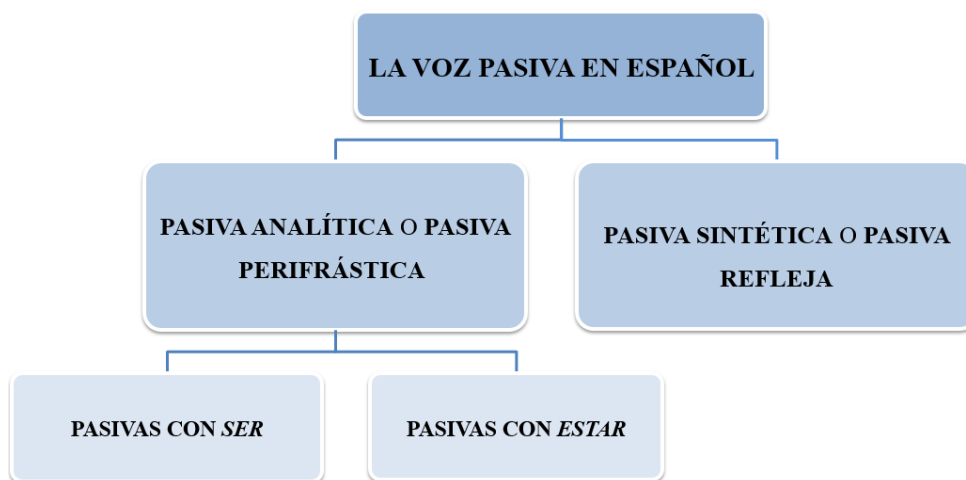 LA VOZ PASIVA EN ESPAÑOL
PASIVA ANALÍTICA O PASIVA
PERIFRÁSTICA
PASIVA SINTÉTICA O PASIVA
REFLEJA
PASIVAS CON SER
PASIVAS CON ESTAR